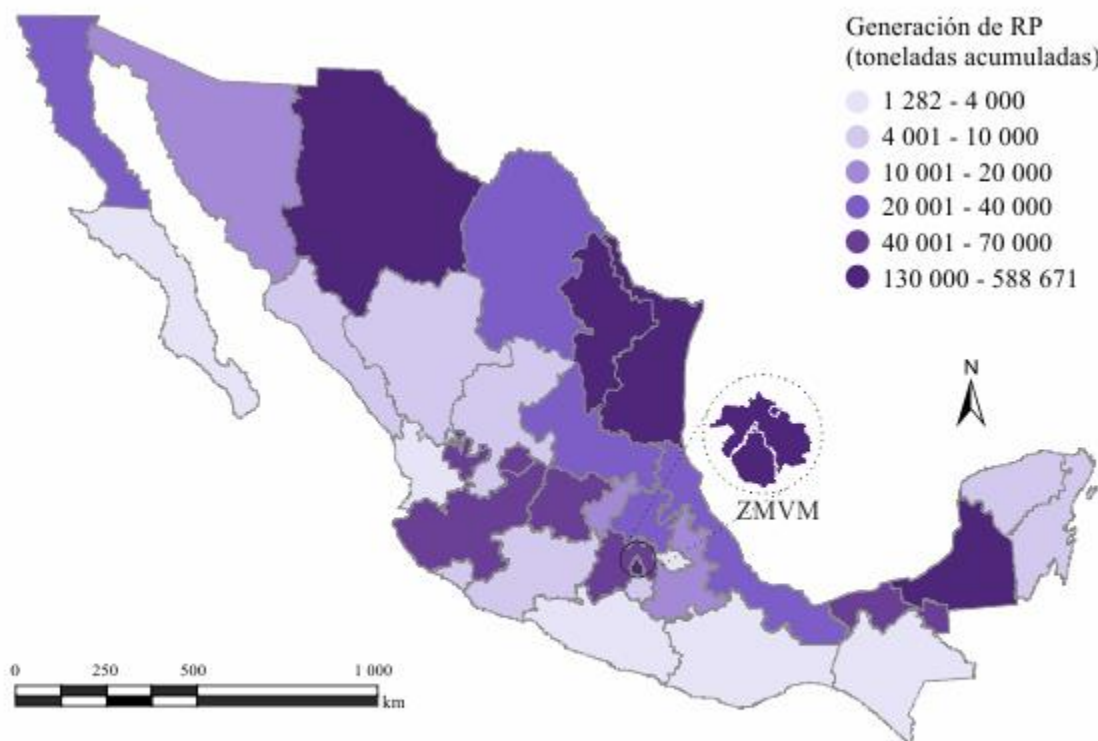 Generación de RP
(toneladas acumuladas)
1 282 - 4 000
4 001 - 10 000
10 001 - 20 000
20 001 - 40 000
40 001 - 70 000
130 000 - 588 671
N
ZMVM
0 250 500 1 000
km